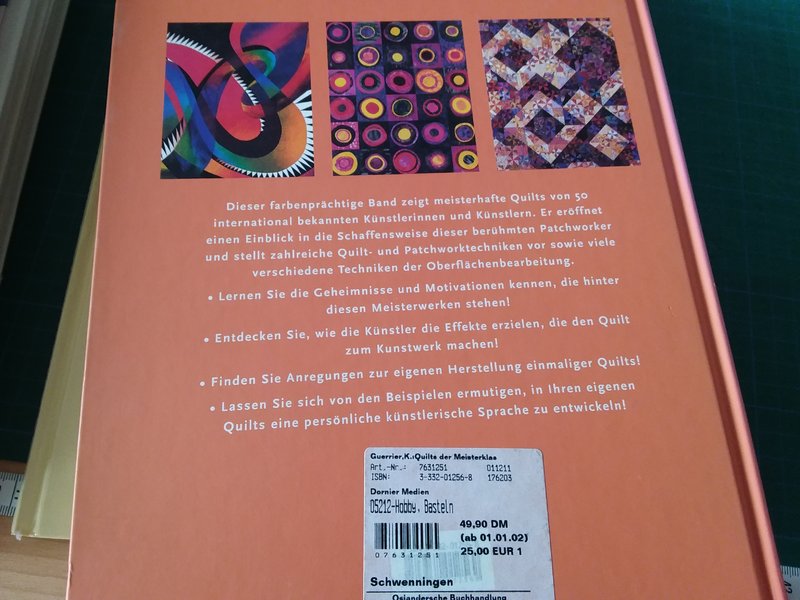 Dieser farbenprächtige Band zeigt meisterhafte Quilts von 50
international bekannten Künstlerinnen und Künstlern. Er eröffnet
einen Einblick in die Schaffensweise dieser berühmten Patchworker
und stellt zahlreiche Quilt- und Patchworktechniken vor sowie viele
verschiedene Techniken der Oberflächenbearbeitung.
• Lernen Sie die Geheimnisse und Motivationen kennen, die hinter
diesen Meisterwerken stehen!
• Entdecken Sie, wie die Künstler die Effekte erzielen, die den Quilt
zum Kunstwerk machen!
• Finden Sie Anregungen zur eigenen Herstellung einmaliger Quilts!
• Lassen Sie sich von den Beispielen ermutigen, in Ihren eigenen
Quilts eine persönliche künstlerische Sprache zu entwickeln!
Guerrier,K.:Quilts der Meisterklas
Art.-Nr.: 7631251 011211
ISBN: 3-332-01256-8 176203
Dornier Medien
05212-Hobby, Basteln
49,90 DM
(ab 01.01.02)
25,00 EUR 1
07631251
Schwenningen
Osiandersche Buchhandlung